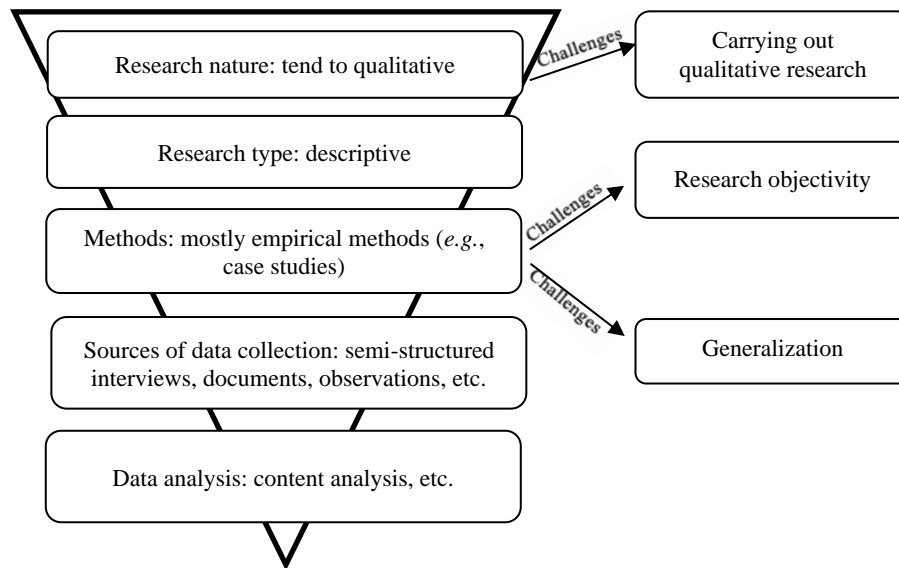 Research nature: tend to qualitative
Challenges
Carrying out
qualitative research
Research type: descriptive
Research objectivity
Challenges
Methods: mostly empirical methods (e.g.,
case studies)
Challenges
Generalization
Sources of data collection: semi-structured
interviews, documents, observations, etc.
Data analysis: content analysis, etc.